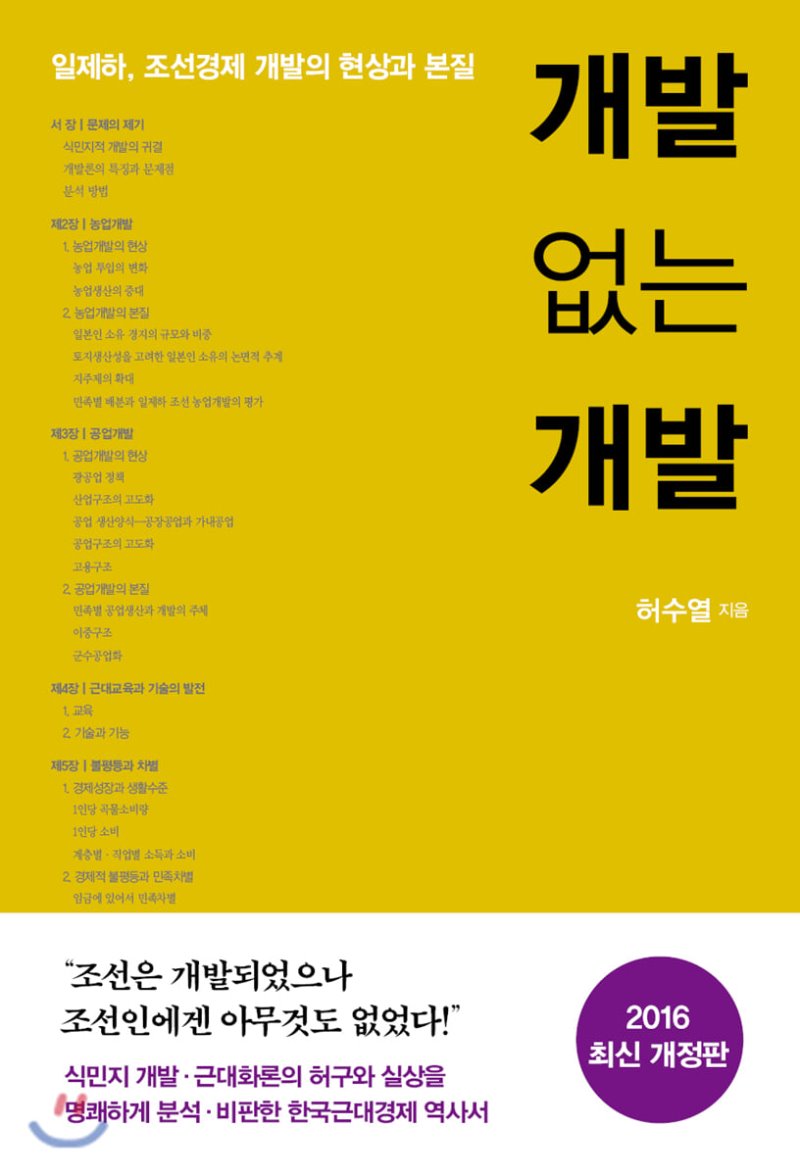 일제하, 조선경제 개발의 현상과 본질
개발
없는
개발
허수열 지음
서 장 | 문제의 제기
식민지적 개발의 귀결
개발론의 특징과 문제점
분석 방법
제2장 | 농업개발
1. 농업개발의 현상
농업 투입의 변화
농업생산의 증대
2. 농업개발의 본질
일본인 소유 경지의 규모와 비중
토지생산성을 고려한 일본인 소유의 논면적 추계
지주제의 확대
민족별 배분과 일제하 조선 농업개발의 평가
제3장 | 공업개발
1. 공업개발의 현상
광공업 정책
산업구조의 고도화
공업 생산양식—공장공업과 가내공업
공업구조의 고도화
고용구조
2. 공업개발의 본질
민족별 공업생산과 개발의 주체
이중구조
군수공업화
제4장 | 근대교육과 기술의 발전
1. 교육
2. 기술과 기능
제5장 | 불평등과 차별
1. 경제성장과 생활수준
1인당 곡물소비량
1인당 소비
계층별 · 직업별 소득과 소비
2. 경제적 불평등과 민족차별
임금에 있어서 민족차별
“조선은 개발되었으나
조선인에겐 아무것도 없었다!”
식민지 개발 · 근대화론의 허구와 실상을
명쾌하게 분석 · 비판한 한국근대경제 역사서
2016
최신 개정판